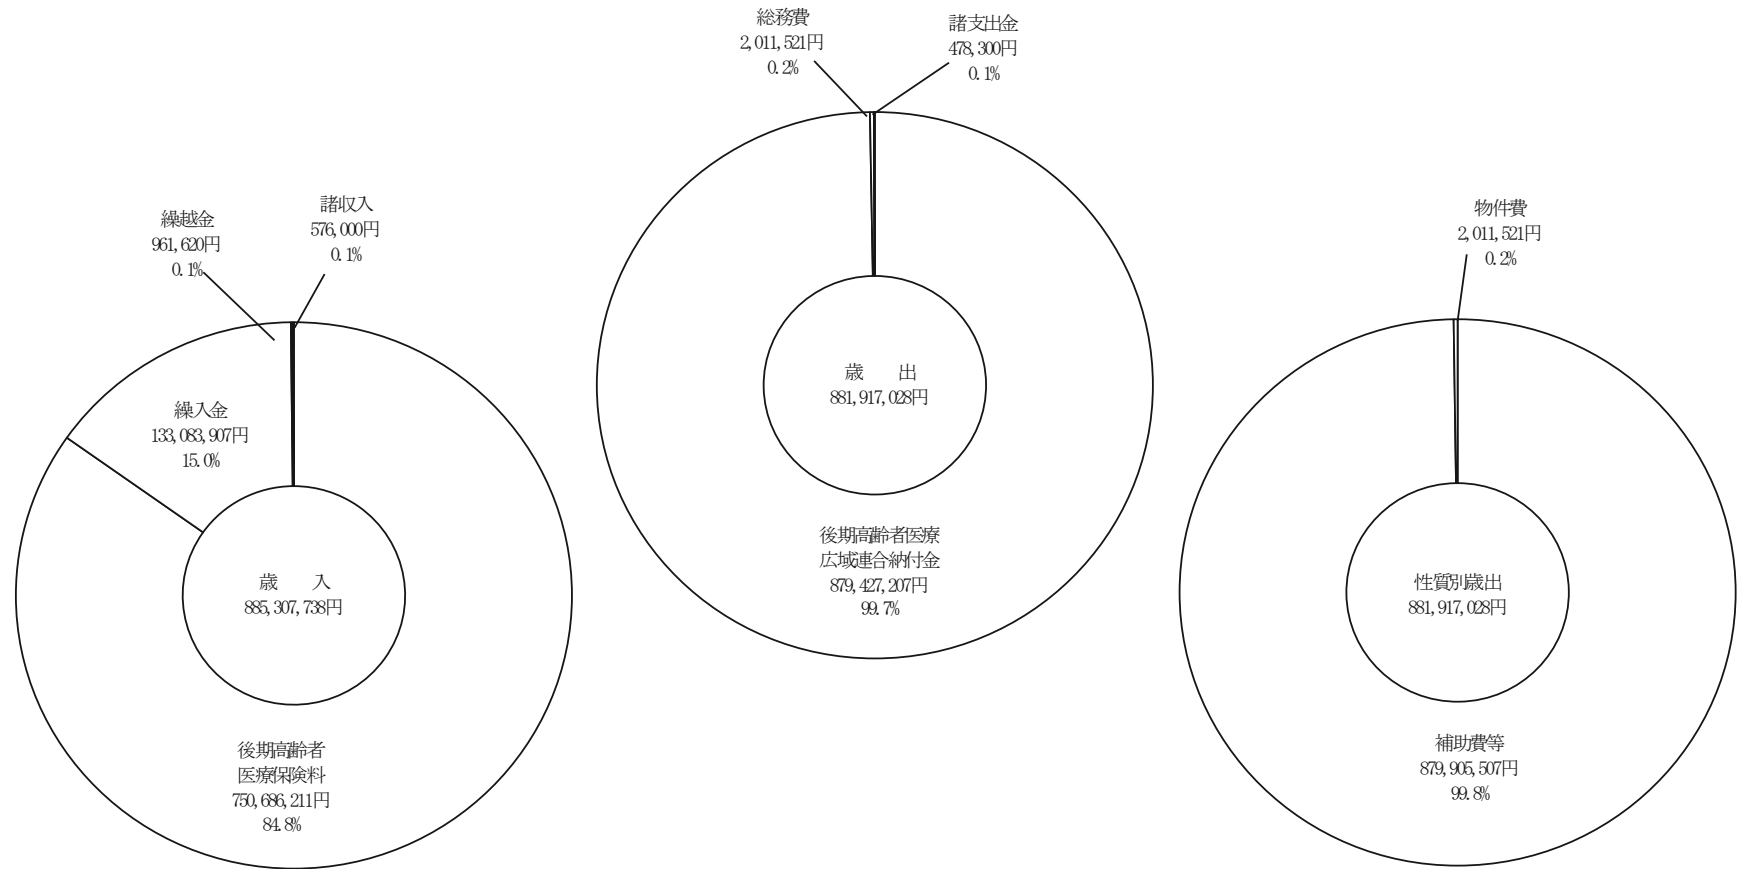 繰越金
961,620円
0.1%
諸収入
576,000円
0.1%
繰入金
133,083,907円
15.0%
歳　入
885,307,738円
後期高齢者
医療保険料
750,686,211円
84.8%
総務費
2,011,521円
0.2%
諸支出金
478,300円
0.1%
歳　出
881,917,028円
後期高齢者医療
広域連合納付金
879,427,207円
99.7%
物件費
2,011,521円
0.2%
性質別歳出
881,917,028円
補助費等
879,905,507円
99.8%